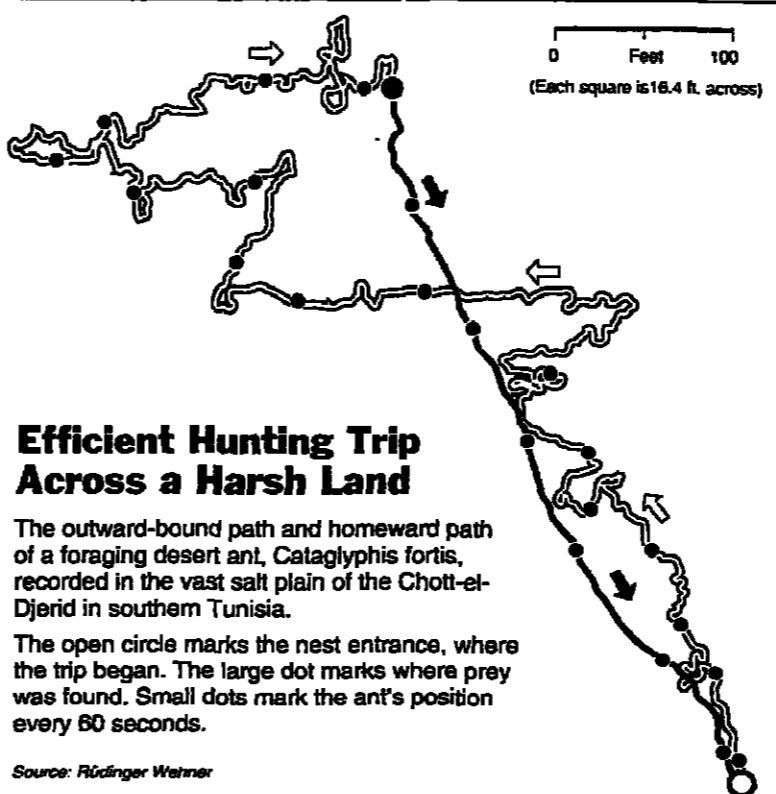 0 Feet 100
(Each square is 16.4 ft. across)
Efficient Hunting Trip
Across a Harsh Land
The outward-bound path and homeward path
of a foraging desert ant, Cataglyphis fortis,
recorded in the vast salt plain of the Chott-el-
Djerid in southern Tunisia.
The open circle marks the nest entrance, where
the trip began. The large dot marks where prey
was found. Small dots mark the ant's position
every 60 seconds.
Source: Rüdinger Wehner